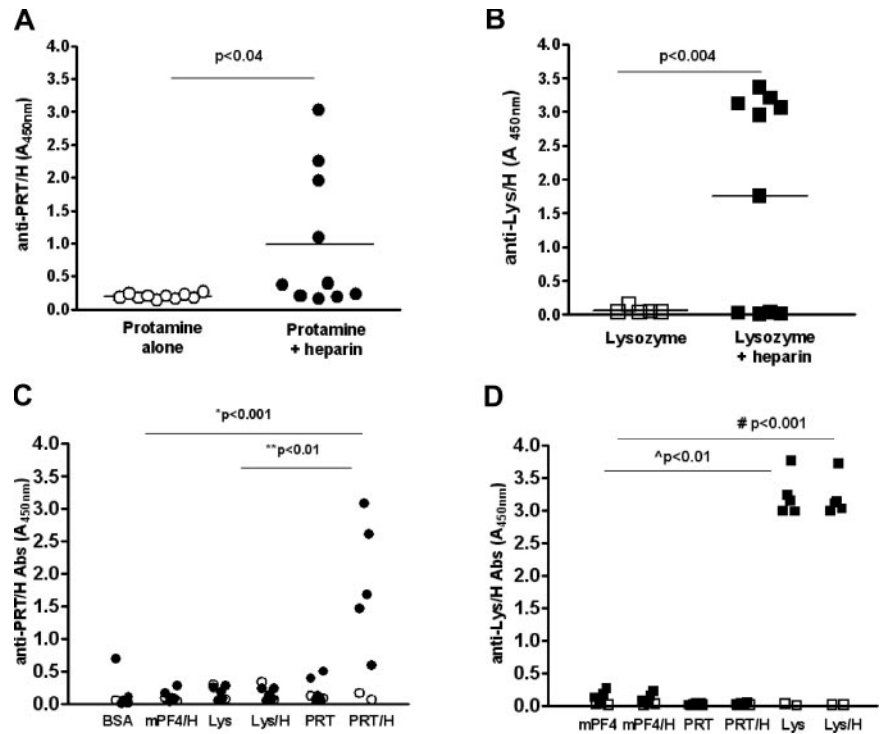 A
p<0.04
anti-PRT/H (A450nm)
4.0
3.5
3.0
2.5
2.0
1.5
1.0
0.5
0.0
Protamine
alone
Protamine
+ heparin
B
p<0.004
anti-Lys/H (A 450nm)
4.0
3.5
3.0
2.5
2.0
1.5
1.0
0.5
0.0
Lysozyme
Lysozyme
+ heparin
C
*p<0.001
**p<0.01
anti-PRT/H Abs (A450nm)
4.0
3.5
3.0
2.5
2.0
1.5
1.0
0.5
0.0
BSA mPF4/H Lys Lys/H PRT PRT/H
D
# p<0.001
^p<0.01
anti-Lys/H Abs (A450nm)
4.0
3.5
3.0
2.5
2.0
1.5
1.0
0.5
0.0
mPF4 mPF4/H PRT PRT/H Lys Lys/H